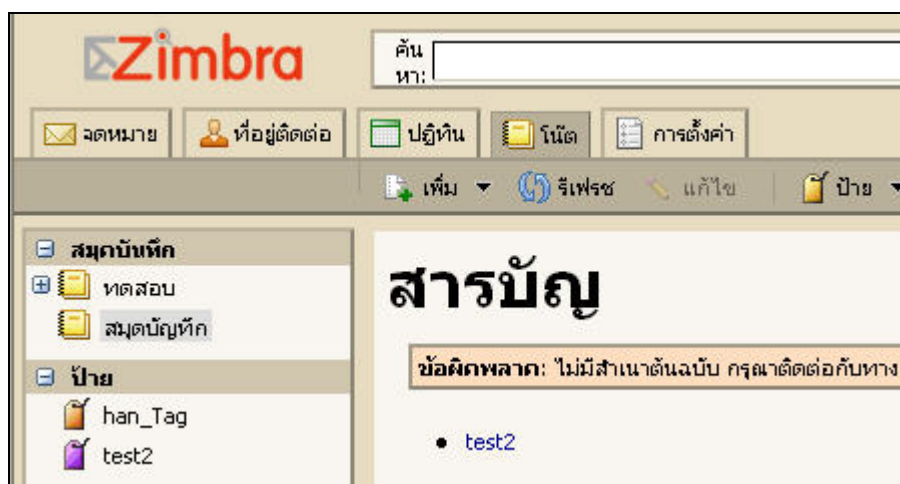 Zimbra
ค้น
หา:
จดหมาย ที่อยู่ติดต่อ ปฏิทิน โน๊ต การตั้งค่า
เพิ่ม รีเฟรช แก้ไข ป้าย
สมุดบันทึก
ทดสอบ
สมุดบัญทึก
ป้าย
han_Tag
test2
สารบัญ
ข้อผิดพลาด: ไม่มีสำเนาต้นฉบับ กรุณาติดต่อกับทาง
test2